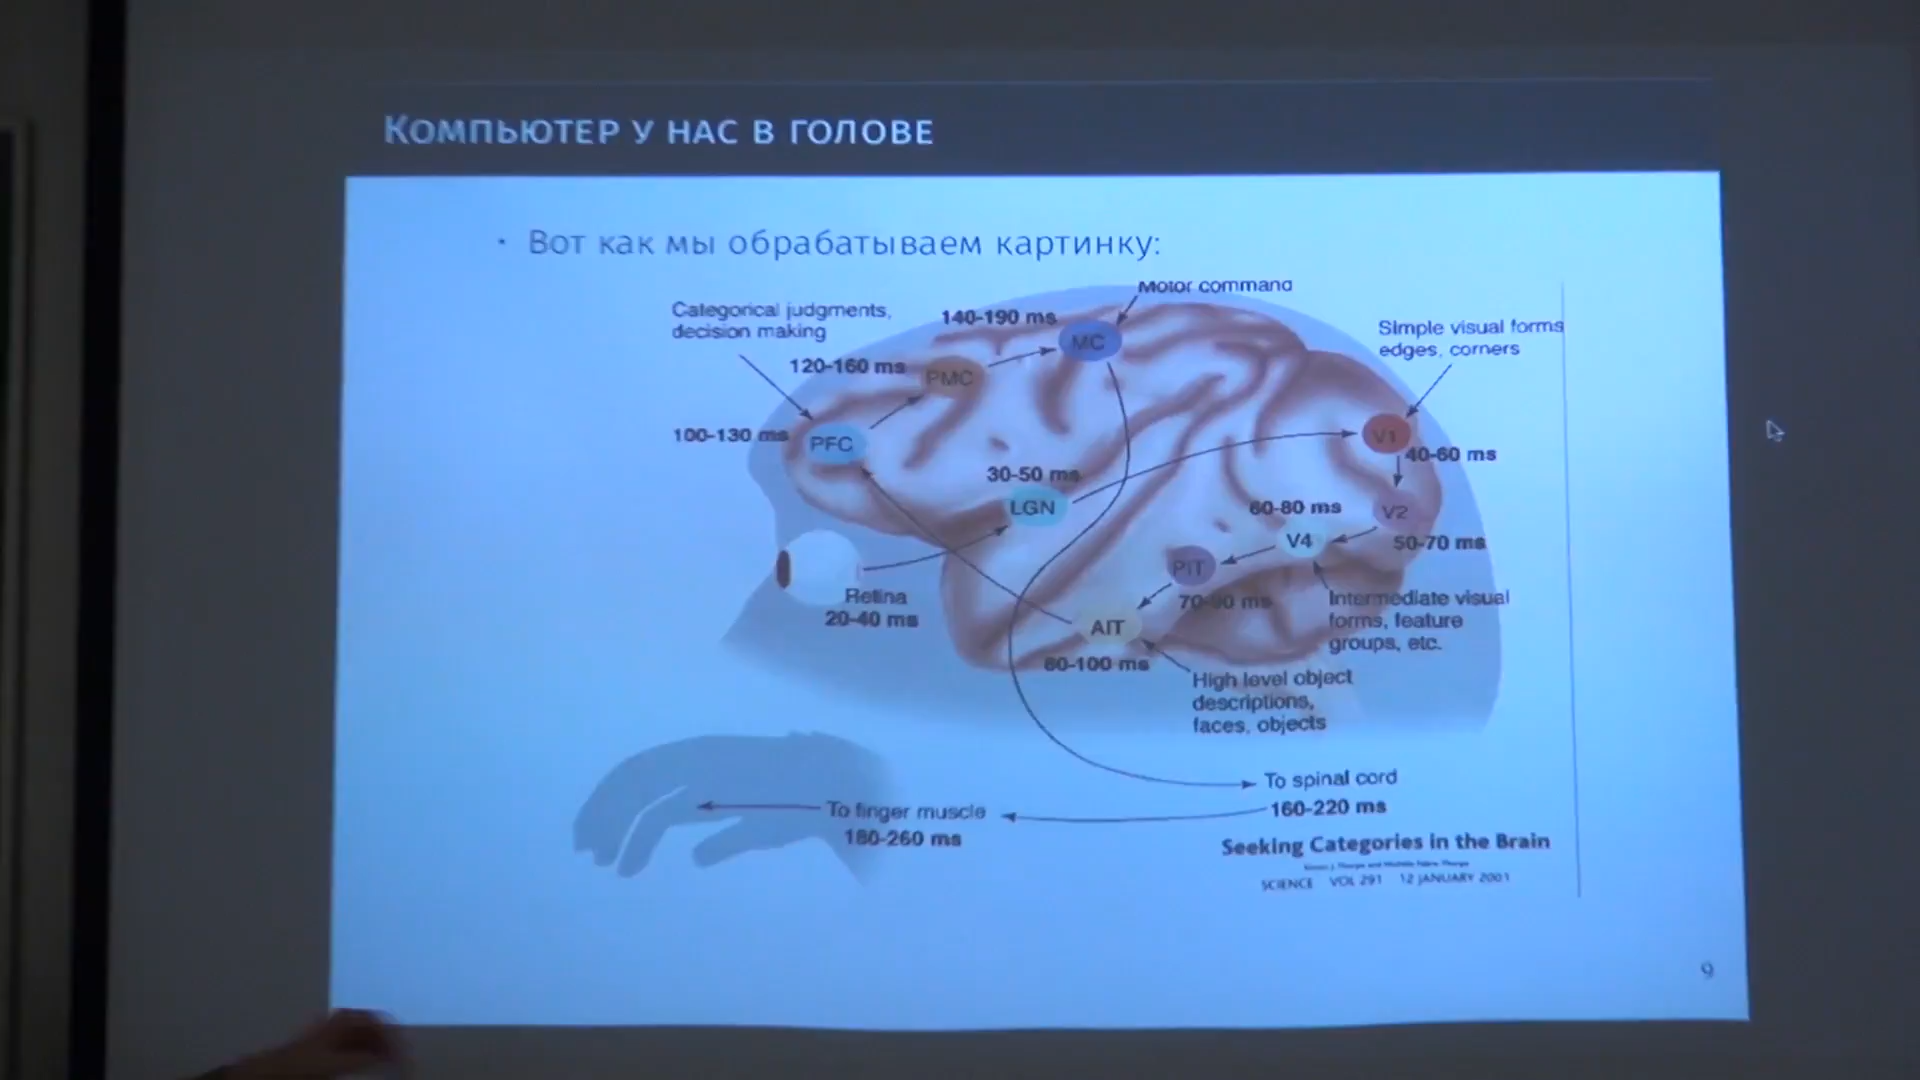 Компьютер у нас в голове
· Вот как мы обрабатываем картинку:
Motor command
Categorical judgments,
decision making
140-190 ms
MC
Simple visual forms
edges, corners
120-160 ms
PMC
100-130 ms
PFC
V1
40-60 ms
30-50 ms
LGN
60-80 ms
V2
V4
50-70 ms
PIT
70-90 ms
Retina
20-40 ms
Intermediate visual
forms, feature
groups, etc.
AIT
80-100 ms
High level object
descriptions,
faces, objects
To spinal cord
160-220 ms
To finger muscle
180-260 ms
Seeking Categories in the Brain
SCIENCE VOL 291 12 JANUARY 2001
9